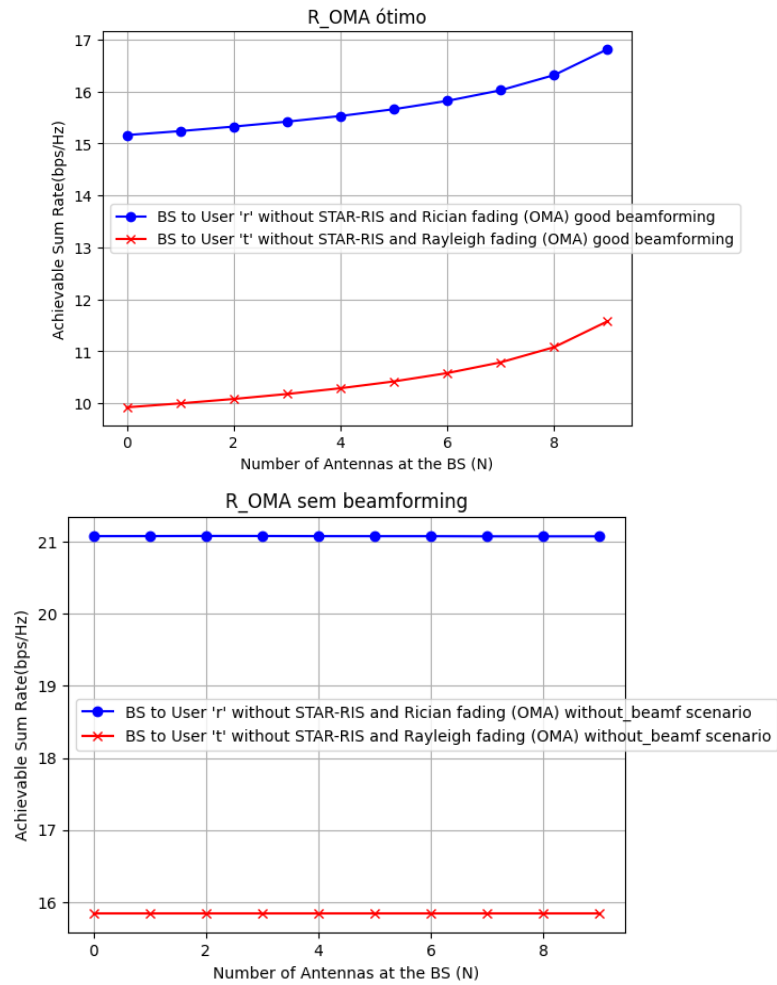 R_OMA ótimo
17
16
15
14
13
12
11
10
Achievable Sum Rate(bps/Hz)
BS to User 'r' without STAR-RIS and Rician fading (OMA) good beamforming
BS to User 't' without STAR-RIS and Rayleigh fading (OMA) good beamforming
0 2 4 6 8
Number of Antennas at the BS (N)
R_OMA sem beamforming
21
20
19
18
17
16
Achievable Sum Rate(bps/Hz)
BS to User 'r' without STAR-RIS and Rician fading (OMA) without_beamf scenario
BS to User 't' without STAR-RIS and Rayleigh fading (OMA) without_beamf scenario
0 2 4 6 8
Number of Antennas at the BS (N)